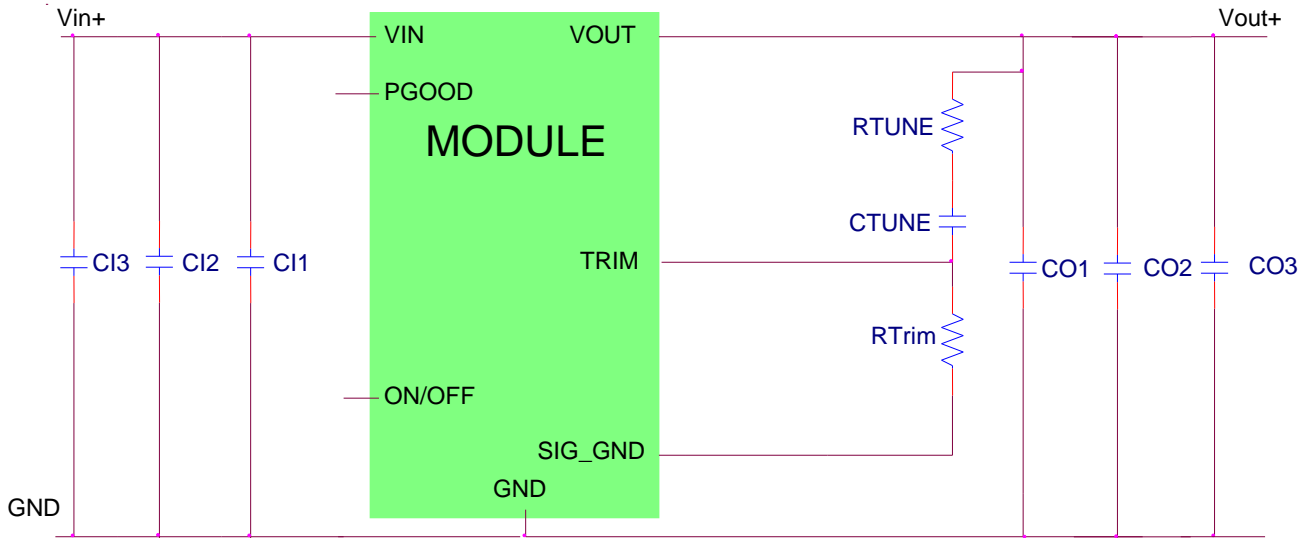 Vin+
Vout+
VIN
VOUT
PGOOD
MODULE
RTUNE
CTUNE
TRIM
CI3
CI2
CI1
CO1
CO2
CO3
RTrim
ON/OFF
SIG_GND
GND
GND